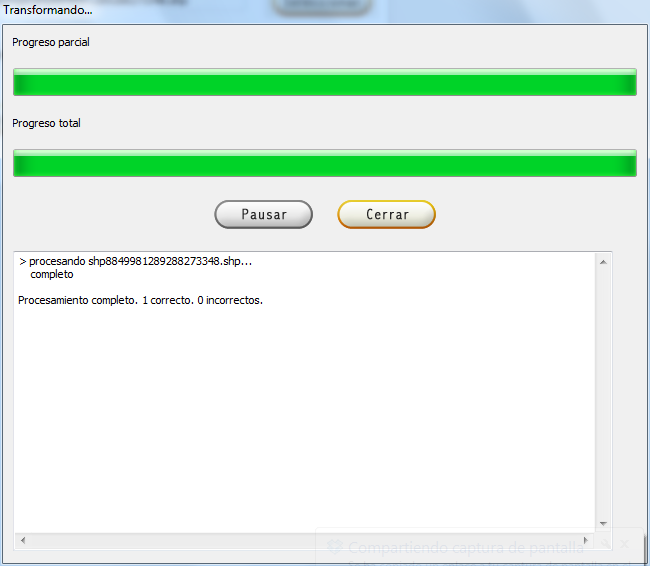 Transformando...
Progreso parcial
Progreso total
Pausar
Cerrar
> procesando shp8849981289288273348.shp...
completo
Procesamiento completo. 1 correcto. 0 incorrectos.
Compartiendo captura de pantalla